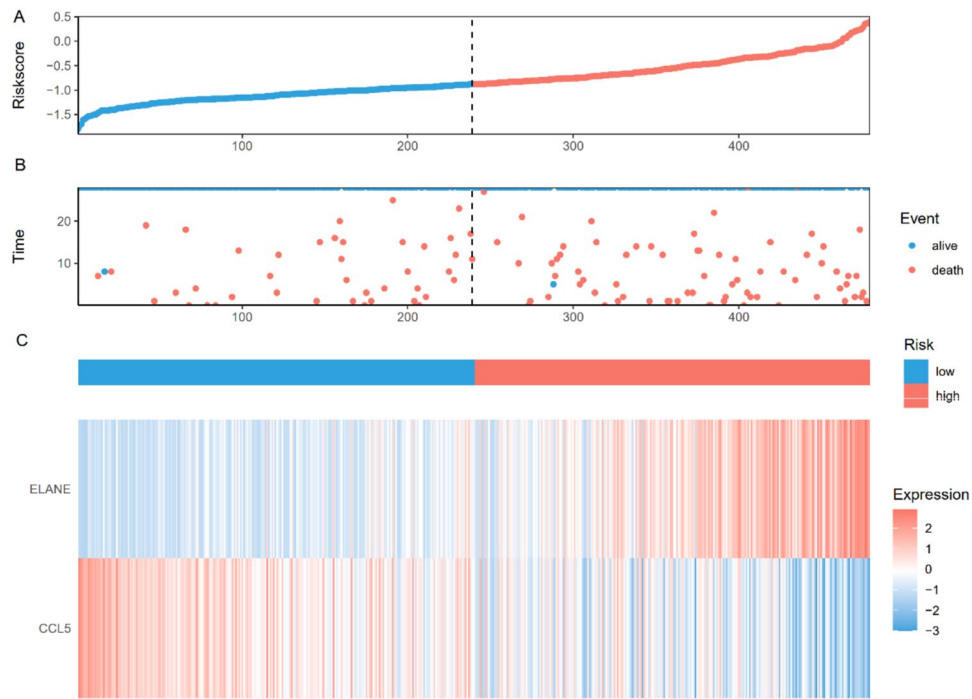 A
Riskscore
0.5
0.0
−0.5
−1.0
−1.5
100
200
300
400
B
Time
20
10
100
200
300
400
Event
alive
death
C
Risk
low
high
ELANE
CCL5
Expression
2
1
0
−1
−2
−3